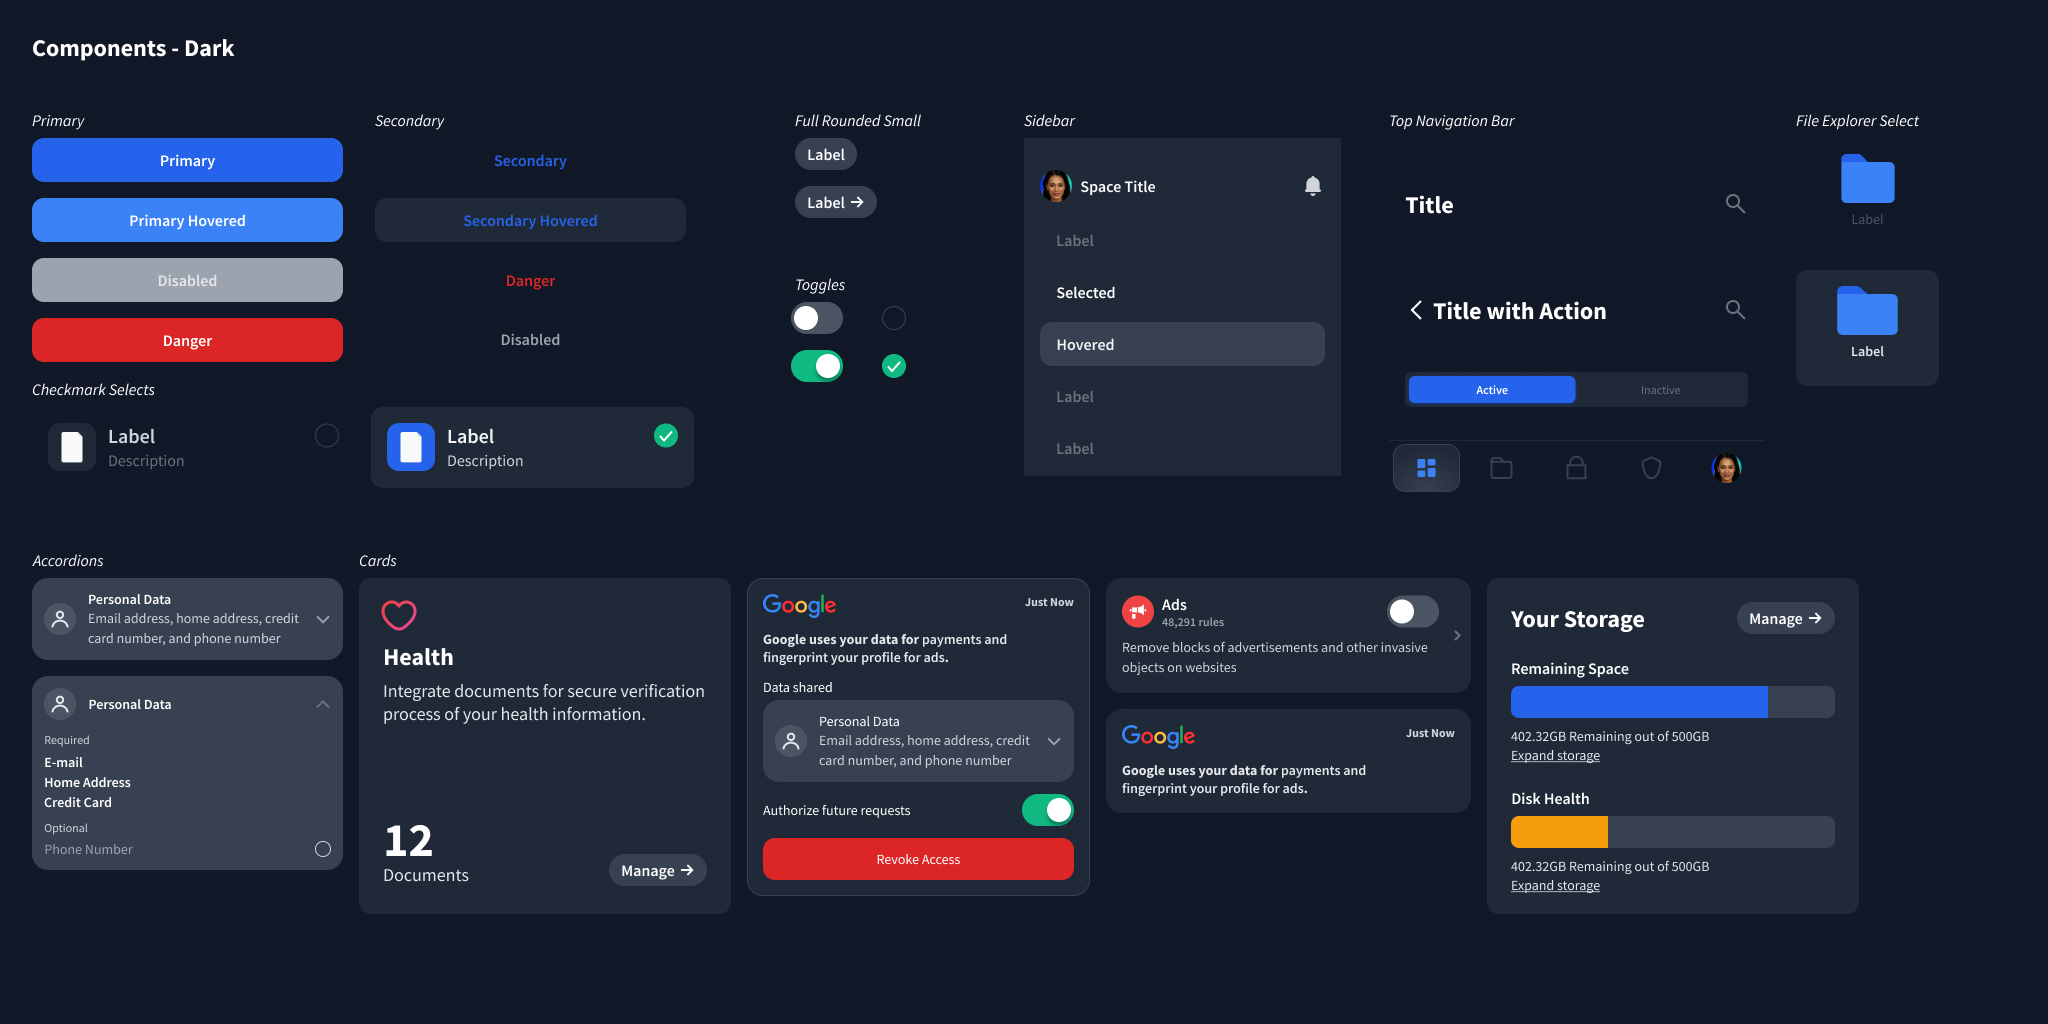 Components - Dark
Primary
Primary
Primary Hovered
Disabled
Danger
Secondary
Secondary
Secondary Hovered
Danger
Disabled
Checkmark Selects
Label
Description
Label
Description
Full Rounded Small
Label
Label →
Toggles
Sidebar
Space Title
Label
Selected
Hovered
Label
Label
Top Navigation Bar
Title
Title with Action
Active
Inactive
File Explorer Select
Label
Label
Accordions
Personal Data
Email address, home address, credit
card number, and phone number
Personal Data
Required
E-mail
Home Address
Credit Card
Optional
Phone Number
Cards
Health
Integrate documents for secure verification
process of your health information.
12
Documents
Manage →
Google
Just Now
Google uses your data for payments and
fingerprint your profile for ads.
Data shared
Personal Data
Email address, home address, credit
card number, and phone number
Authorize future requests
Revoke Access
Ads
48,291 rules
Remove blocks of advertisements and other invasive
objects on websites
Google
Just Now
Google uses your data for payments and
fingerprint your profile for ads.
Your Storage
Manage →
Remaining Space
402.32GB Remaining out of 500GB
Expand storage
Disk Health
402.32GB Remaining out of 500GB
Expand storage